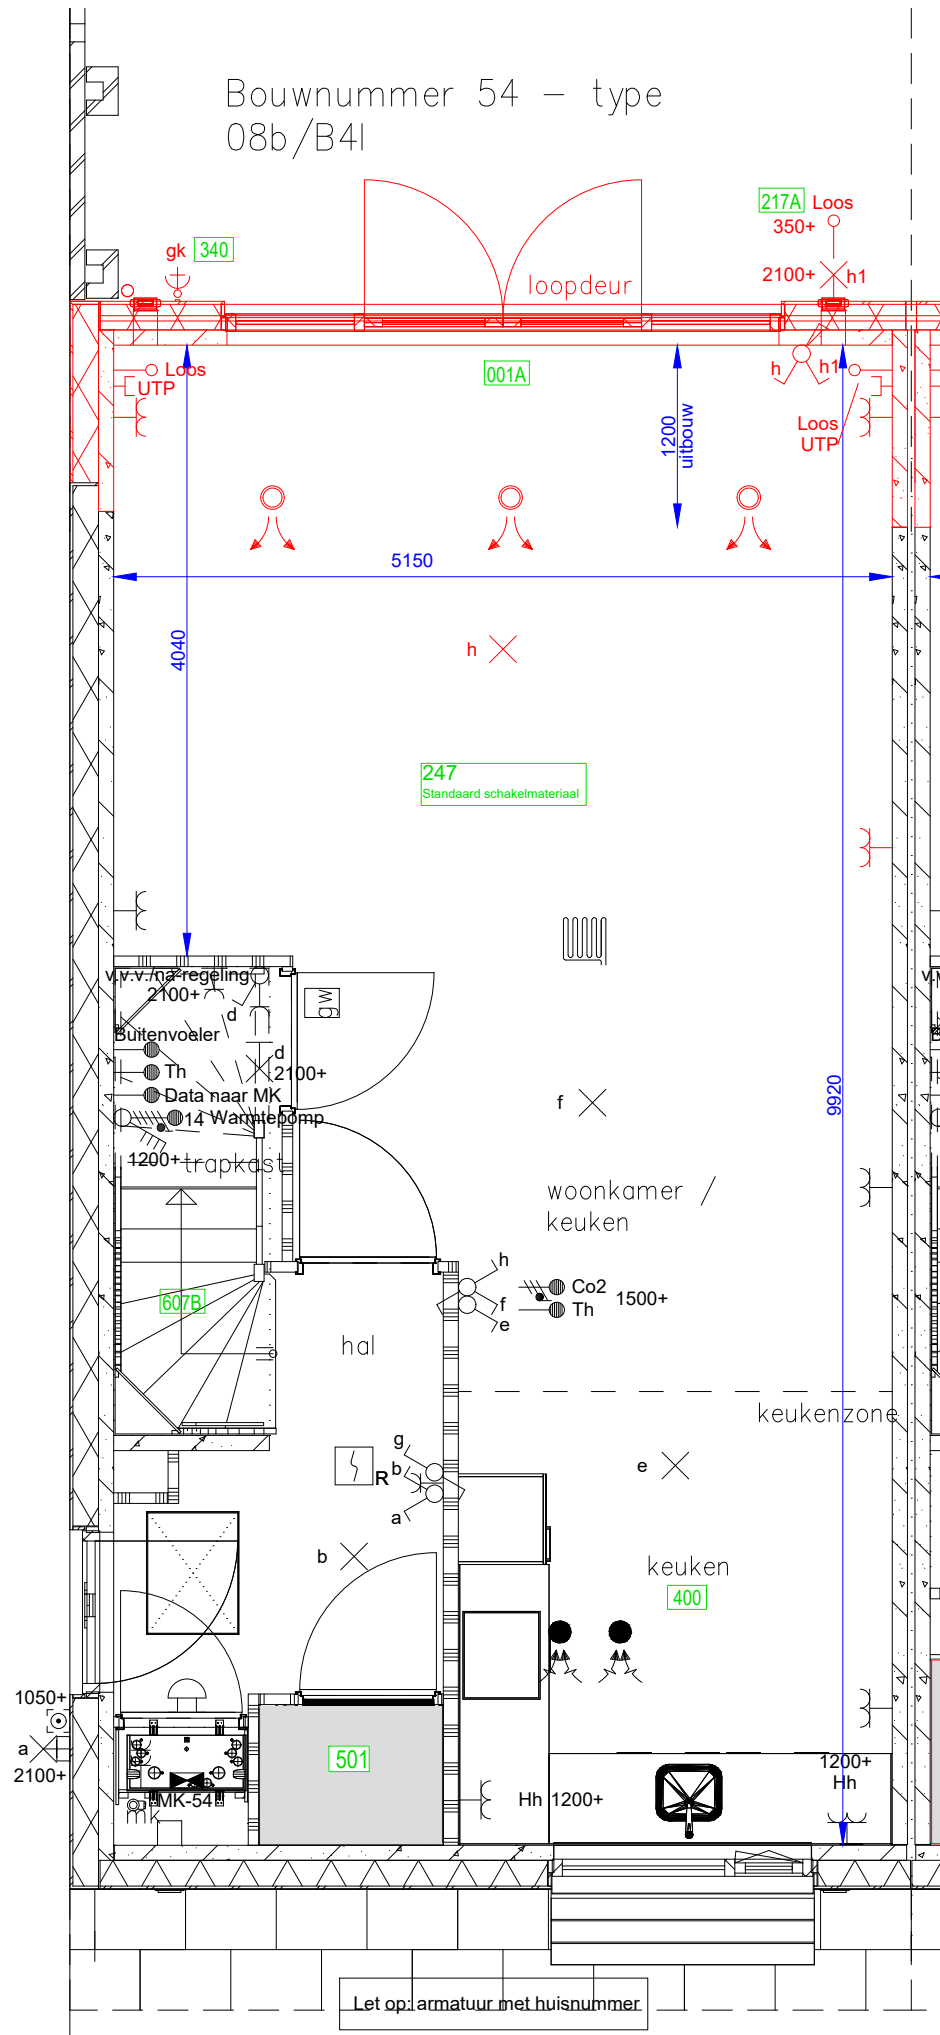 Bouwnummer 54 – type
08b/B4l
217A Loos
350+
gk 340
2100+ h1
loopdeur
Loos
UTP
001A
h h1
1200
uitbouw
Loos
UTP
5150
4040
h
247
Standaard schakelmateriaal
v.v.v./na-regeling
2100+
gw
d
Buitenvoeler
d
Th
2100+
Data naar MK
f
9920
14 Warmtepomp
1200+
trapkast
woonkamer /
keuken
h
Co2
f
Th
1500+
e
607B
hal
keukenzone
g
R b
e
a
b
keuken
400
1050+
a
2100+
501
1200+
Hh
MK-54
Hh 1200+
mk
Let op: armatuur met huisnummer